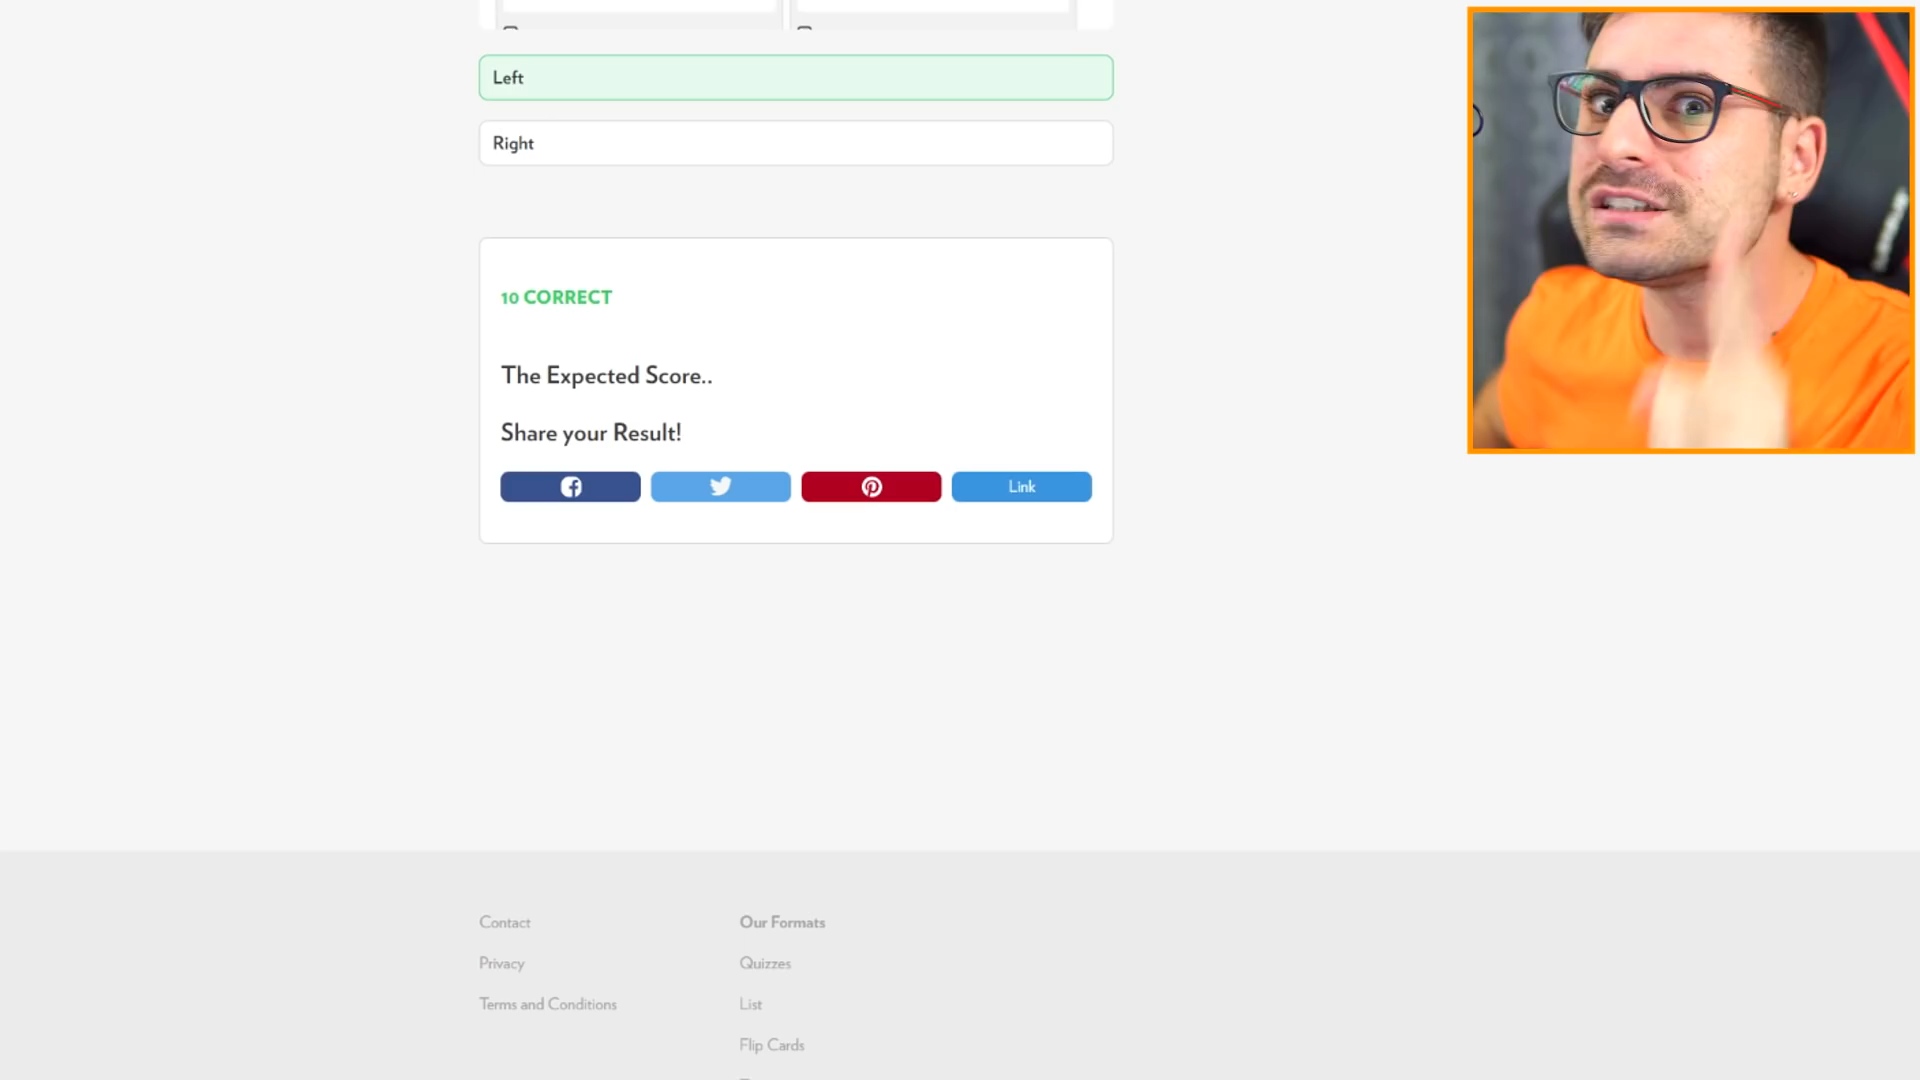 Left
Right
10 CORRECT
The Expected Score..
Share your Result!
Link
Contact
Our Formats
Privacy
Quizzes
Terms and Conditions
List
Flip Cards